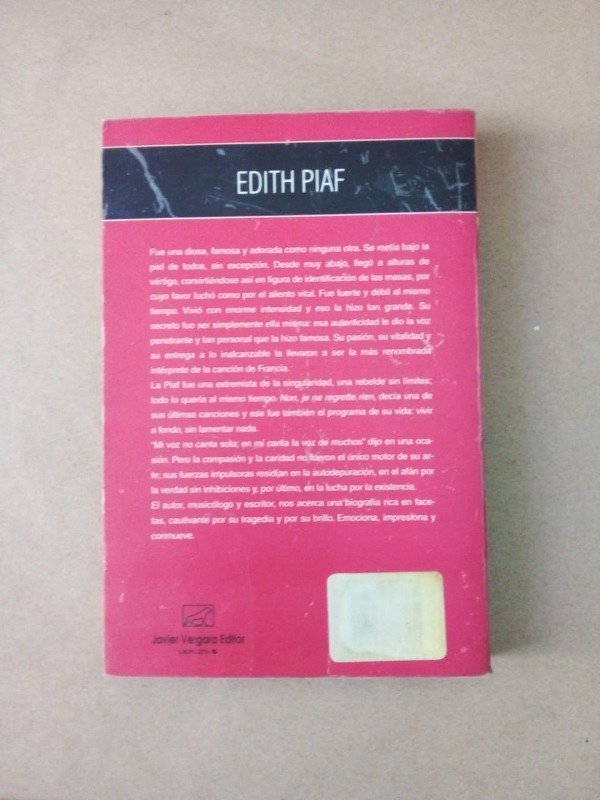 EDITH PIAF
Fue una diosa, famosa y adorada como ninguna otra. Se metía bajo la
piel de todos, sin excepción. Desde muy abajo, llegó a alturas de
vértigo, convirtiéndose así en figura de identificación de las masas, por
cuyo favor luchó como por el aliento vital. Fue fuerte y débil al mismo
tiempo. Vivió con enorme intensidad y eso la hizo tan grande. Su
secreto fue ser simplemente ella misma: esa autenticidad le dio la voz
penetrante y tan personal que la hizo famosa. Su pasión, su vitalidad y
su entrega a lo inalcanzable la llevaron a ser la más renombrada
intérprete de la canción de Francia.
La Piaf fue una extremista de la singularidad, una rebelde sin límites;
todo lo quería al mismo tiempo. Non, je ne regrette rien, decía una de
sus últimas canciones y ese fue también el programa de su vida: vivir
a fondo, sin lamentar nada.
"Mi voz no canta sola; en mí canta la voz de muchos" dijo en una oca-
sión. Pero la compasión y la caridad no fueron el único motor de su ar-
te; sus fuerzas impulsoras residían en la autodepuración, en el afán por
la verdad sin inhibiciones y, por último, en la lucha por la existencia.
El autor, musicólogo y escritor, nos acerca una biografía rica en face-
tas, cautivante por su tragedia y por su brillo. Emociona, impresiona y
conmueve.
Javier Vergara Editor